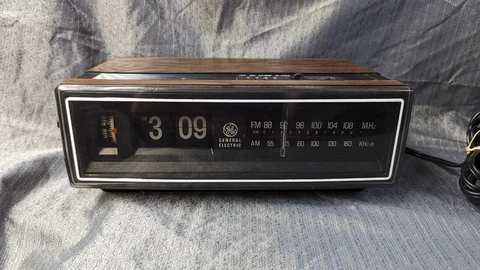 3 09
GE
GENERAL
ELECTRIC
FM 88 92 96 100 104 108 MHz
AM 55 65 80 100 130 160 KHz